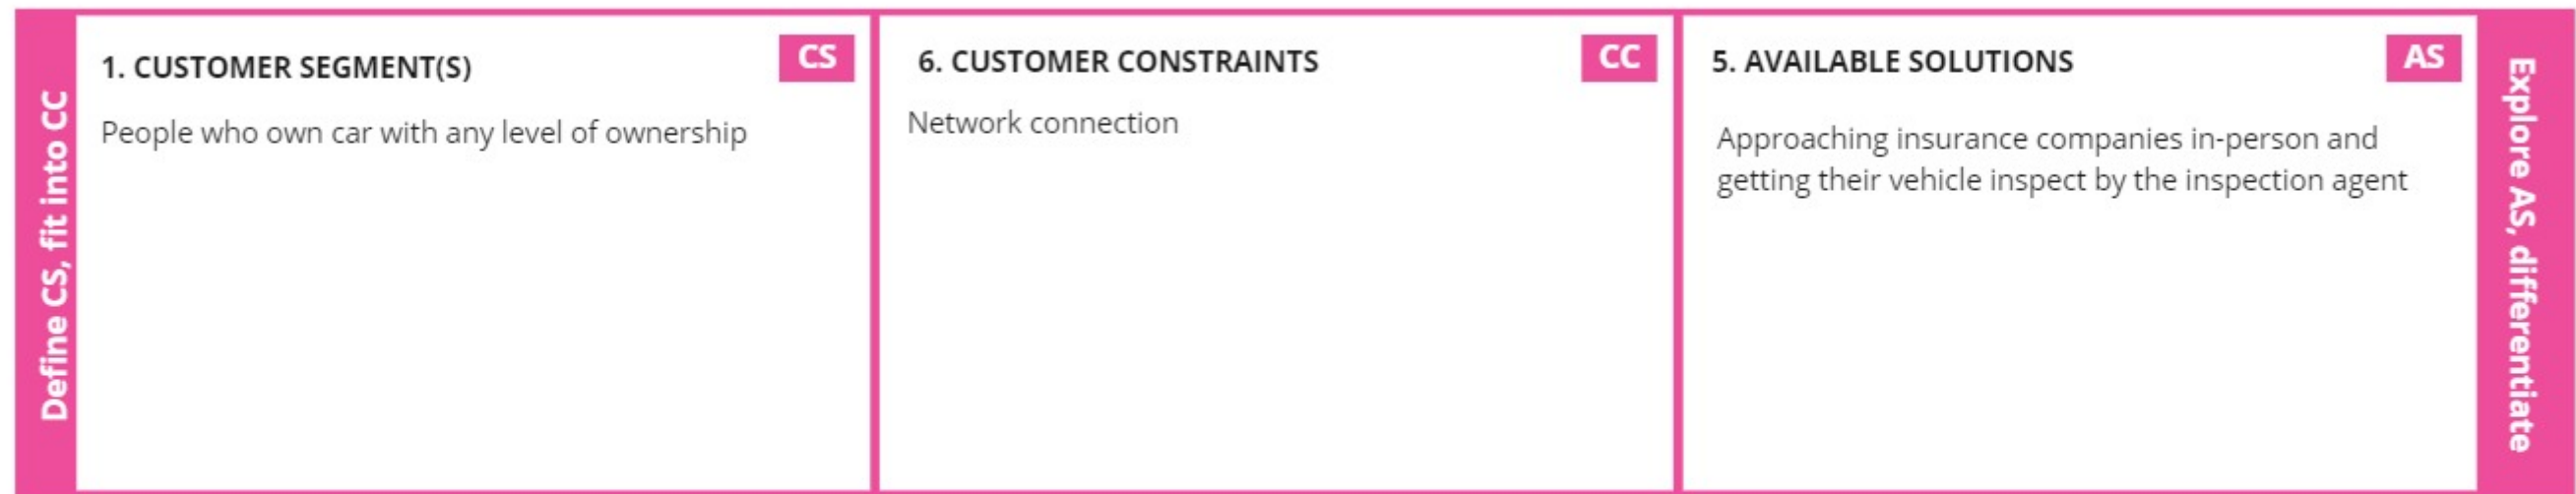 Define CS, fit into CC
1. CUSTOMER SEGMENT(S)
CS
People who own car with any level of ownership
6. CUSTOMER CONSTRAINTS
CC
Network connection
5. AVAILABLE SOLUTIONS
AS
Approaching insurance companies in-person and
getting their vehicle inspect by the inspection agent
Explore AS, differentiate